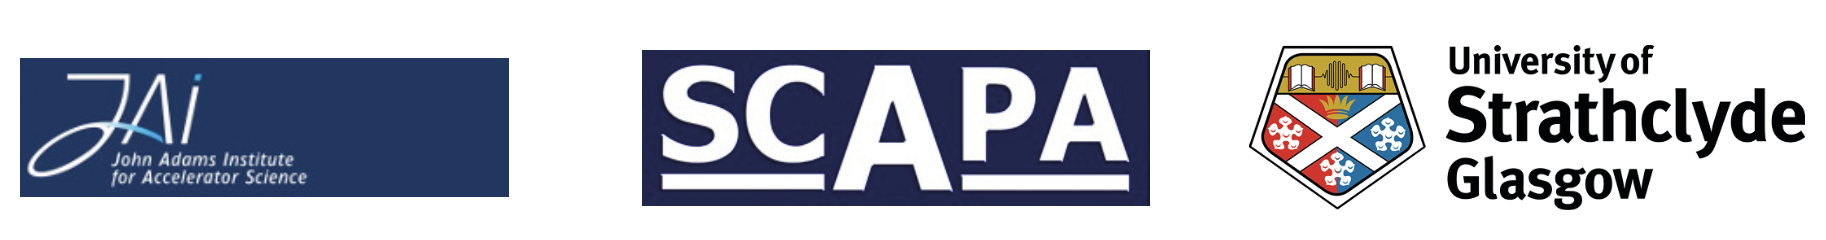 JAi
John Adams Institute
for Accelerator Science
SCAPA
University of
Strathclyde
Glasgow